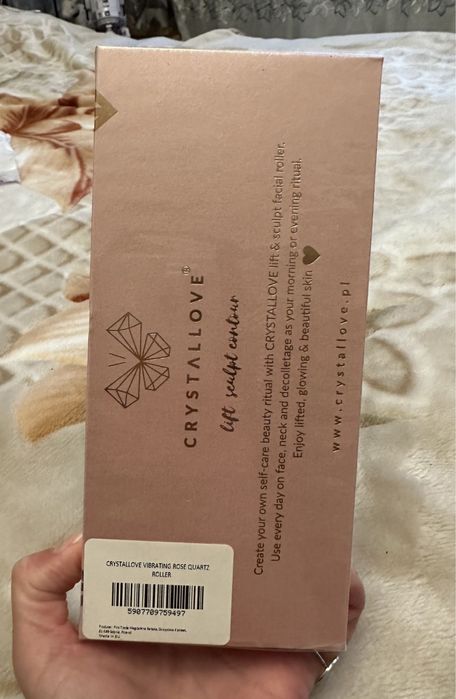 CRYSTALLOVE®
lift sculpt contour
Create your own self-care beauty ritual with CRYSTALLOVE lift & sculpt facial roller.
Use every day on face, neck and decolletage as your morning or evening ritual.
Enjoy lifted, glowing & beautiful skin
www.crystallove.pl
CRYSTALLOVE VIBRATING ROSE QUARTZ
ROLLER
5907709759497